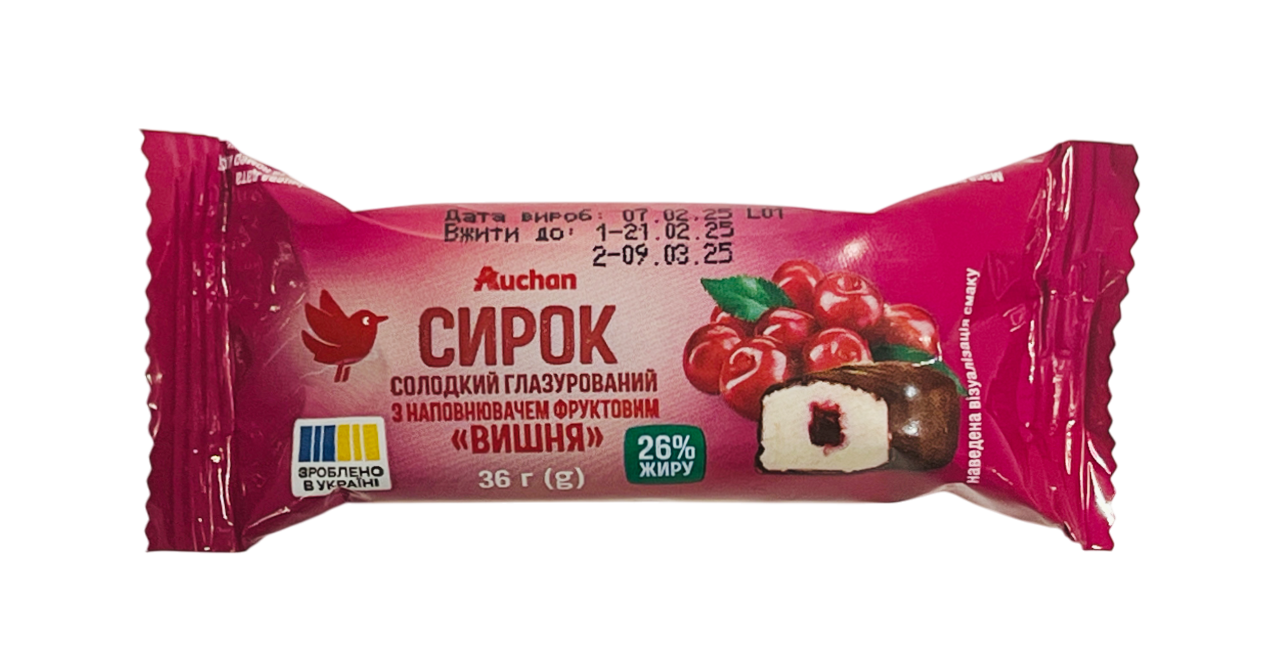 Дата вироб: 07.02.25 L01
Вжити до: 1-21.02.25
2-09.03.25
Auchan
СИРОК
СОЛОДКИЙ ГЛАЗУРОВАНИЙ
З НАПОВНЮВАЧЕМ ФРУКТОВИМ
«ВИШНЯ»
36 г (g)
26%
ЖИРУ
ЗРОБЛЕНО
В УКРАЇНІ
наведена візуалізація смаку